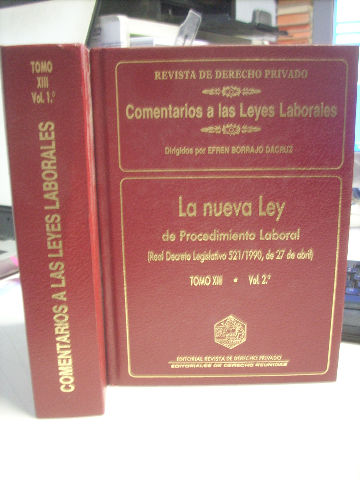 TOMO
XIII
Vol. 1.º
COMENTARIOS A LAS LEYES LABORALES
REVISTA DE DERECHO PRIVADO
Comentarios a las Leyes Laborales
Dirigidos por EFREN BORRAJO DACRUZ
La nueva Ley
de Procedimiento Laboral
(Real Decreto Legislativo 521/1990, de 27 de abril)
TOMO XIII • Vol. 2.º
EDITORIAL REVISTA DE DERECHO PRIVADO
EDITORIALES DE DERECHO REUNIDAS